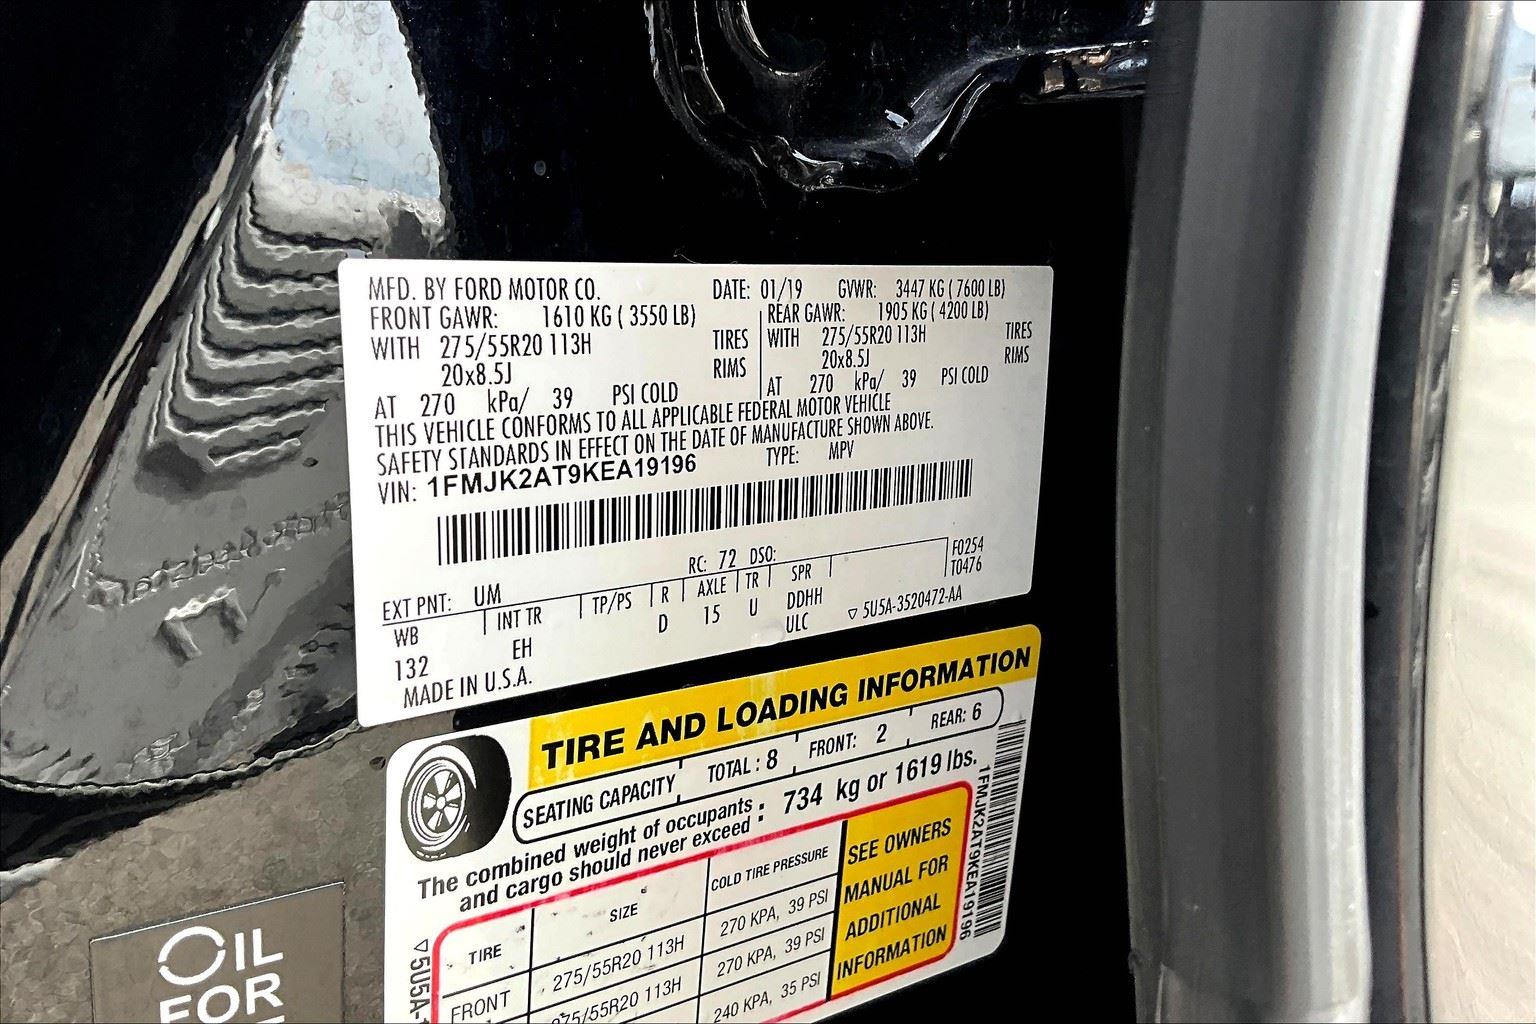 MFD. BY FORD MOTOR CO. DATE: 01/19 GVWR: 3447 KG ( 7600 LB)
FRONT GAWR: 1610 KG ( 3550 LB) REAR GAWR: 1905 KG ( 4200 LB)
WITH 275/55R20 113H TIRES WITH 275/55R20 113H TIRES
20x8.5J RIMS 20x8.5J RIMS
AT 270 kPa/ 39 PSI COLD AT 270 kPa/ 39 PSI COLD
THIS VEHICLE CONFORMS TO ALL APPLICABLE FEDERAL MOTOR VEHICLE
SAFETY STANDARDS IN EFFECT ON THE DATE OF MANUFACTURE SHOWN ABOVE.
VIN: 1FMJK2AT9KEA19196 TYPE: MPV
EXT PNT: UM RC: 72 DSO: F0254
WB INT TR TP/PS R AXLE TR SPR T0476
132 EH D 15 U DDHH
ULC 5U5A-3520472-AA
MADE IN U.S.A.
TIRE AND LOADING INFORMATION
SEATING CAPACITY TOTAL : 8 FRONT: 2 REAR: 6
The combined weight of occupants : 734 kg or 1619 lbs.
and cargo should never exceed :
TIRE SIZE COLD TIRE PRESSURE
FRONT 275/55R20 113H 270 KPA, 39 PSI
275/55R20 113H 270 KPA, 39 PSI
240 KPA, 35 PSI
SEE OWNERS
MANUAL FOR
ADDITIONAL
INFORMATION
1FMJK2AT9KEA19196
5U5A-
OIL
FOR